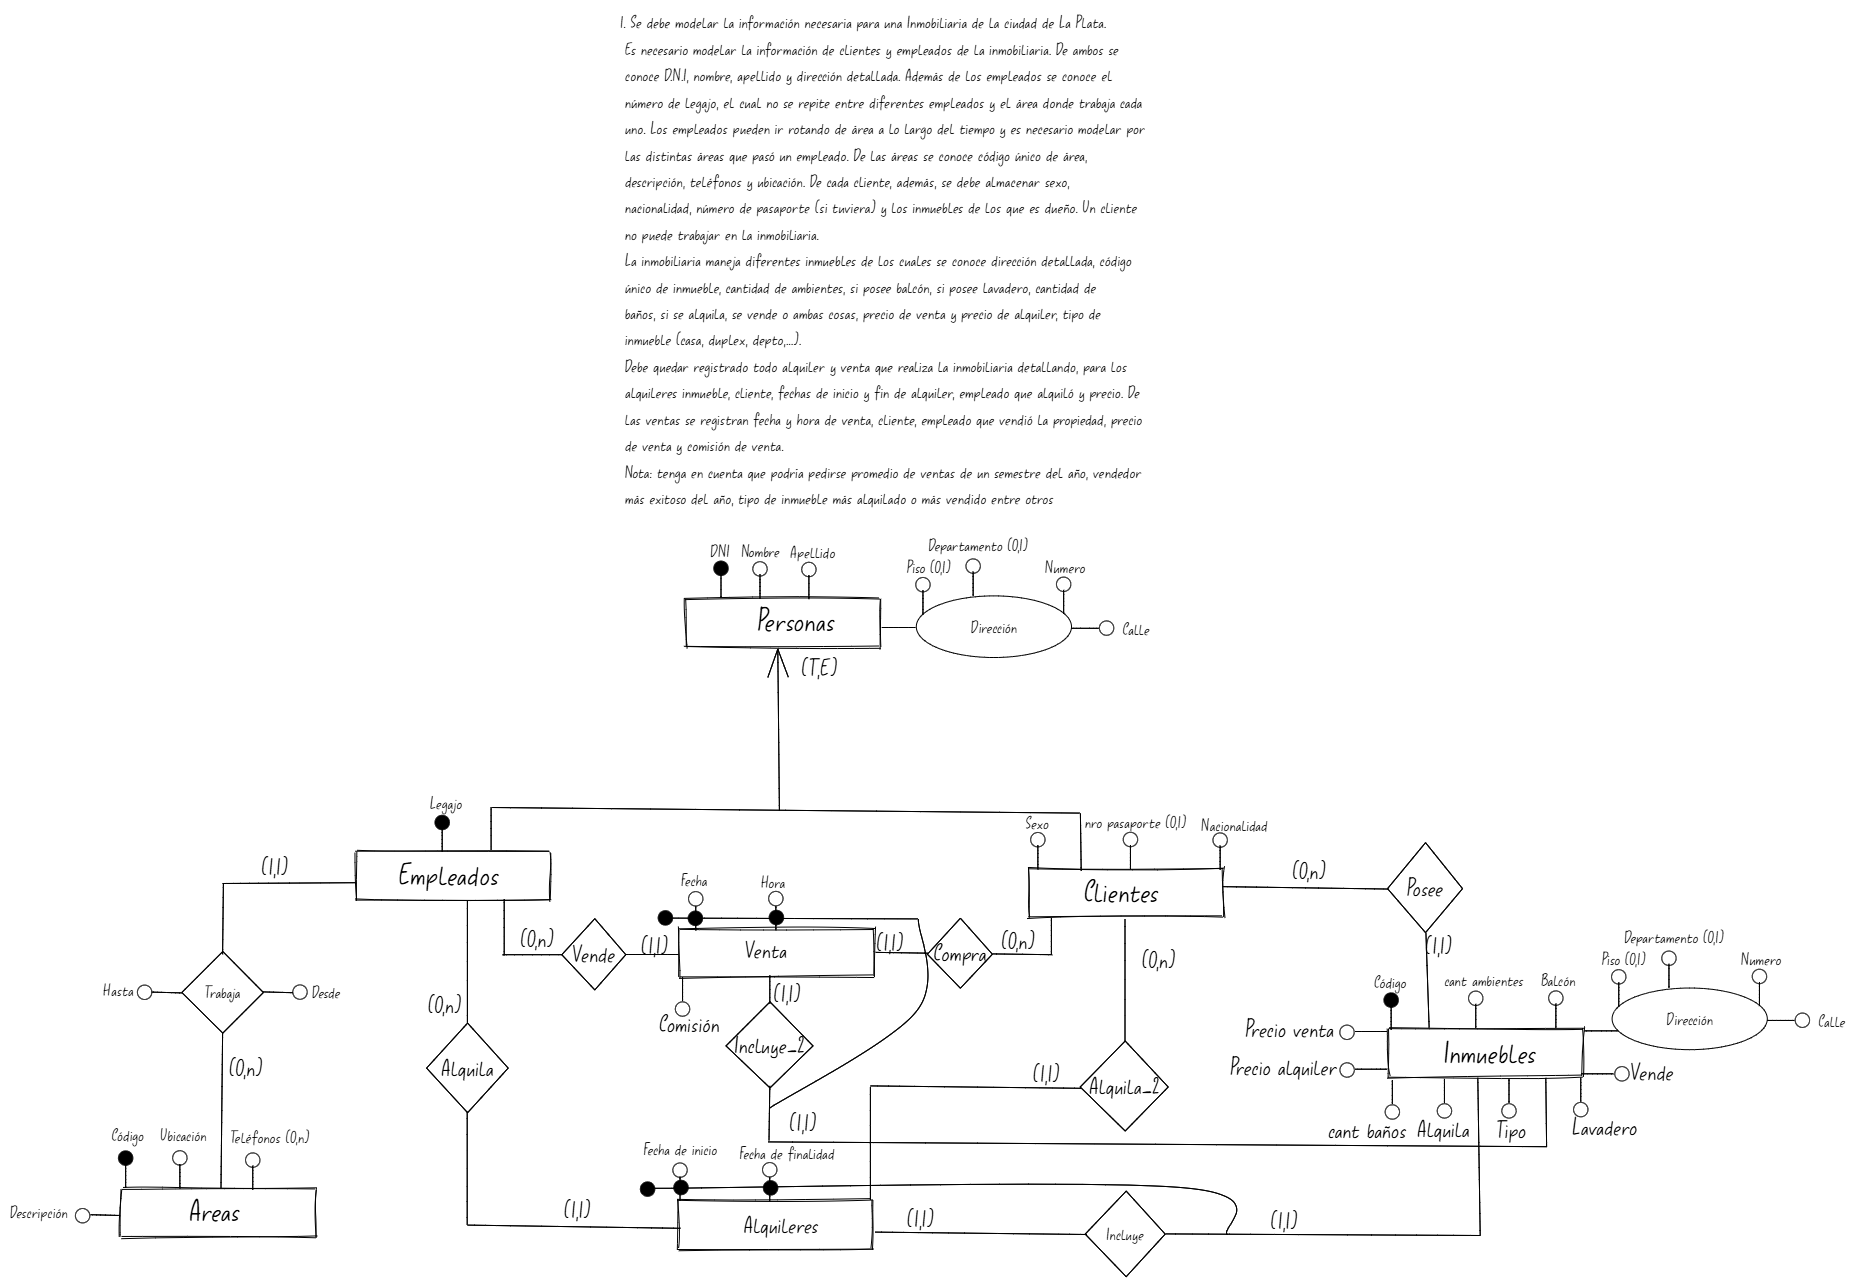 1. Se debe modelar la información necesaria para una Inmobiliaria de la ciudad de La Plata.
Es necesario modelar la información de clientes y empleados de la inmobiliaria. De ambos se
conoce D.N.I, nombre, apellido y dirección detallada. Además de los empleados se conoce el
número de legajo, el cual no se repite entre diferentes empleados y el área donde trabaja cada
uno. Los empleados pueden ir rotando de área a lo largo del tiempo y es necesario modelar por
las distintas áreas que pasó un empleado. De las áreas se conoce código único de área,
descripción, teléfonos y ubicación. De cada cliente, además, se debe almacenar sexo,
nacionalidad, número de pasaporte (si tuviera) y los inmuebles de los que es dueño. Un cliente
no puede trabajar en la inmobiliaria.
La inmobiliaria maneja diferentes inmuebles de los cuales se conoce dirección detallada, código
único de inmueble, cantidad de ambientes, si posee balcón, si posee lavadero, cantidad de
baños, si se alquila, se vende o ambas cosas, precio de venta y precio de alquiler, tipo de
inmueble (casa, duplex, depto,...).
Debe quedar registrado todo alquiler y venta que realiza la inmobiliaria detallando, para los
alquileres inmueble, cliente, fechas de inicio y fin de alquiler, empleado que alquiló y precio. De
las ventas se registran fecha y hora de venta, cliente, empleado que vendió la propiedad, precio
de venta y comisión de venta.
Nota: tenga en cuenta que podría pedirse promedio de ventas de un semestre del año, vendedor
más exitoso del año, tipo de inmueble más alquilado o más vendido entre otros
DNI Nombre Apellido
Departamento (0,1)
Piso (0,1) Numero
Personas
Dirección
Calle
(T,E)
Legajo
Sexo nro pasaporte (0,1) Nacionalidad
(1,1)
Empleados
Clientes
(0,n)
Posee
Fecha Hora
(0,n) Vende (1,1) Venta (1,1) Compra (0,n)
(1,1)
Departamento (0,1)
Piso (0,1) Numero
(0,n)
Hasta Trabaja Desde
(0,n)
(1,1)
Comisión
Código cant ambientes Balcón
Dirección
Calle
Precio venta
Inmuebles
Incluye_2
(0,n)
Alquila
(1,1) Alquila_2
Precio alquiler
Vende
(1,1)
cant baños Alquila Tipo Lavadero
Código Ubicación Teléfonos (0,n)
Fecha de inicio Fecha de finalidad
Descripción Areas
(1,1) Alquileres (1,1) Incluye (1,1)